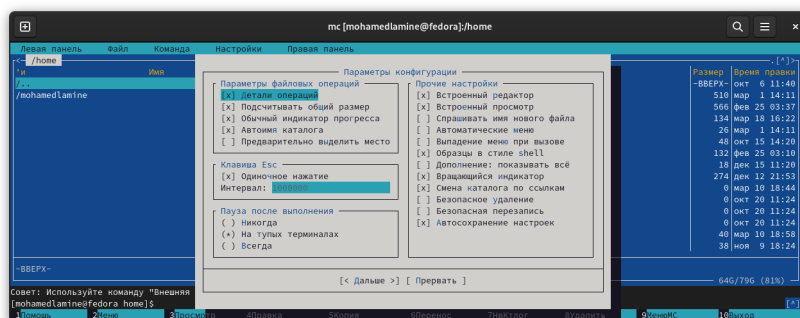 mc [mohamedlamine@fedora]:/home
Левая панель Файл Команда Настройки Правая панель
<─ /home .[^]>
'и Имя Размер Время правки
/.. -ВВЕРХ- окт 6 11:40
/mohamedlamine 510 мар 1 14:11
566 фев 25 03:37
134 мар 18 16:22
26 мар 1 14:11
48 окт 15 14:20
132 фев 25 03:10
18 дек 15 11:20
274 дек 12 21:53
0 мар 10 18:44
0 окт 20 11:24
0 окт 20 11:24
0 окт 20 11:24
40 мар 10 18:58
38 ноя 9 18:24
Параметры конфигурации
Параметры файловых операций
[x] Детали операций
[x] Подсчитывать общий размер
[x] Обычный индикатор прогресса
[x] Автоимя каталога
[ ] Предварительно выделить место
Клавиша Esc
[x] Одиночное нажатие
Интервал: 1000000
Пауза после выполнения
( ) Никогда
(*) На тупых терминалах
( ) Всегда
Прочие настройки
[x] Встроенный редактор
[x] Встроенный просмотр
[ ] Спрашивать имя нового файла
[ ] Автоматические меню
[ ] Выпадение меню при вызове
[x] Образцы в стиле shell
[ ] Дополнение: показывать всё
[x] Вращающийся индикатор
[x] Смена каталога по ссылкам
[ ] Безопасное удаление
[ ] Безопасная перезапись
[x] Автосохранение настроек
[< Дальше >] [ Прервать ]
-ВВЕРХ-
64G/79G (81%)
Совет: Используйте команду "Внешняя
[mohamedlamine@fedora home]$ [^]
1Помощь 2Меню 3Просмотр 4Правка 5Копия 6Перенос 7НвКтлог 8Удалить 9МенюMC 10Выход